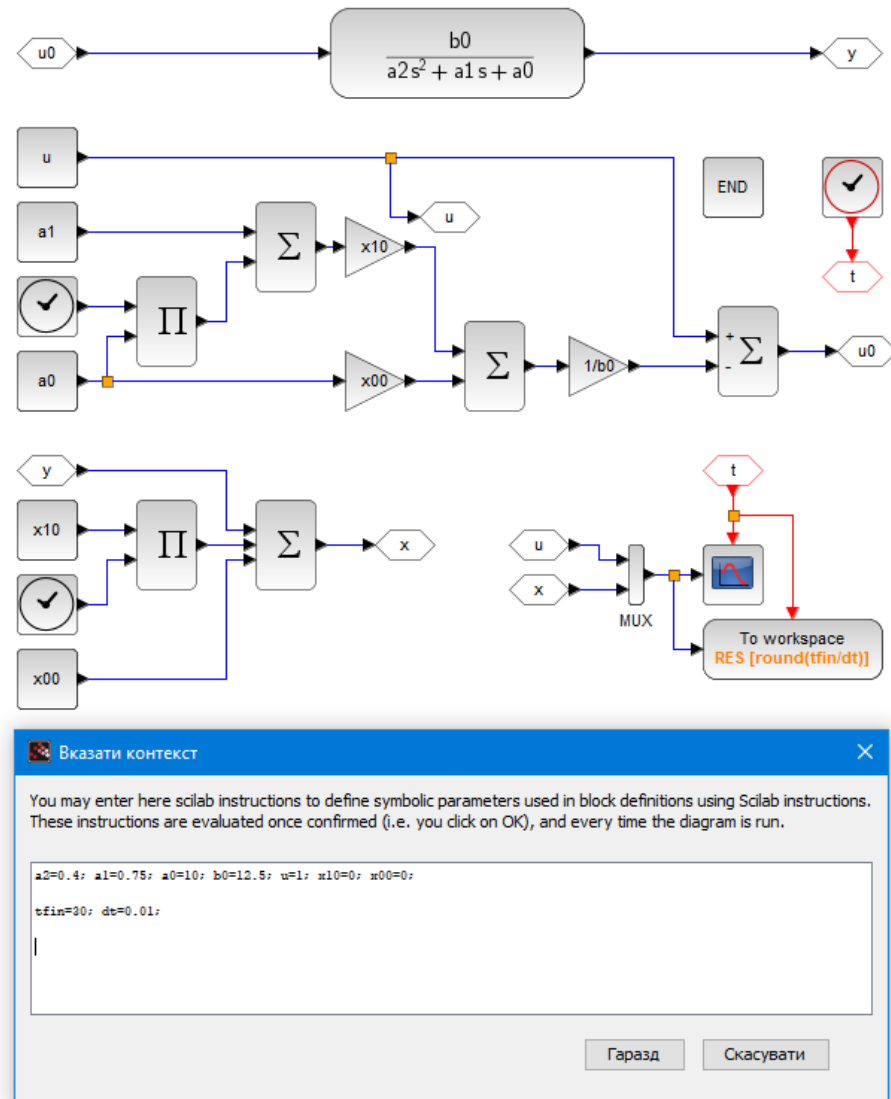 u0
b0
a2s² + a1s + a0
y
u
END
a1
Σ
x10
u
t
Π
a0
x00
Σ
1/b0
+
-
Σ
u0
y
t
x10
Π
Σ
x
u
x
MUX
x00
To workspace
RES [round(tfin/dt)]
Вказати контекст
You may enter here scilab instructions to define symbolic parameters used in block definitions using Scilab instructions.
These instructions are evaluated once confirmed (i.e. you click on OK), and every time the diagram is run.
a2=0.4; a1=0.75; a0=10; b0=12.5; u=1; x10=0; x00=0;
tfin=30; dt=0.01;
Гаразд
Скасувати